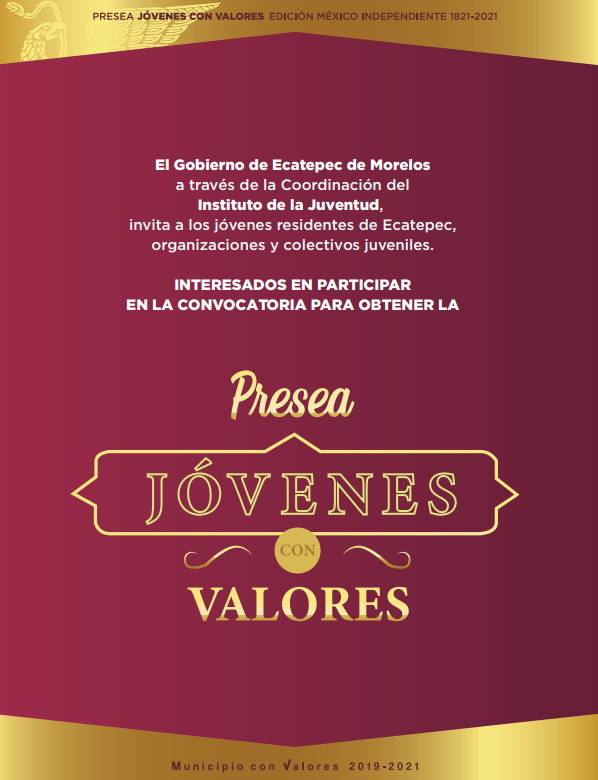 PRESEA JÓVENES CON VALORES EDICIÓN MÉXICO INDEPENDIENTE 1821-2021
El Gobierno de Ecatepec de Morelos
a través de la Coordinación del
Instituto de la Juventud,
invita a los jóvenes residentes de Ecatepec,
organizaciones y colectivos juveniles.
INTERESADOS EN PARTICIPAR
EN LA CONVOCATORIA PARA OBTENER LA
Presea
JÓVENES
CON
VALORES
Municipio con Valores 2019-2021